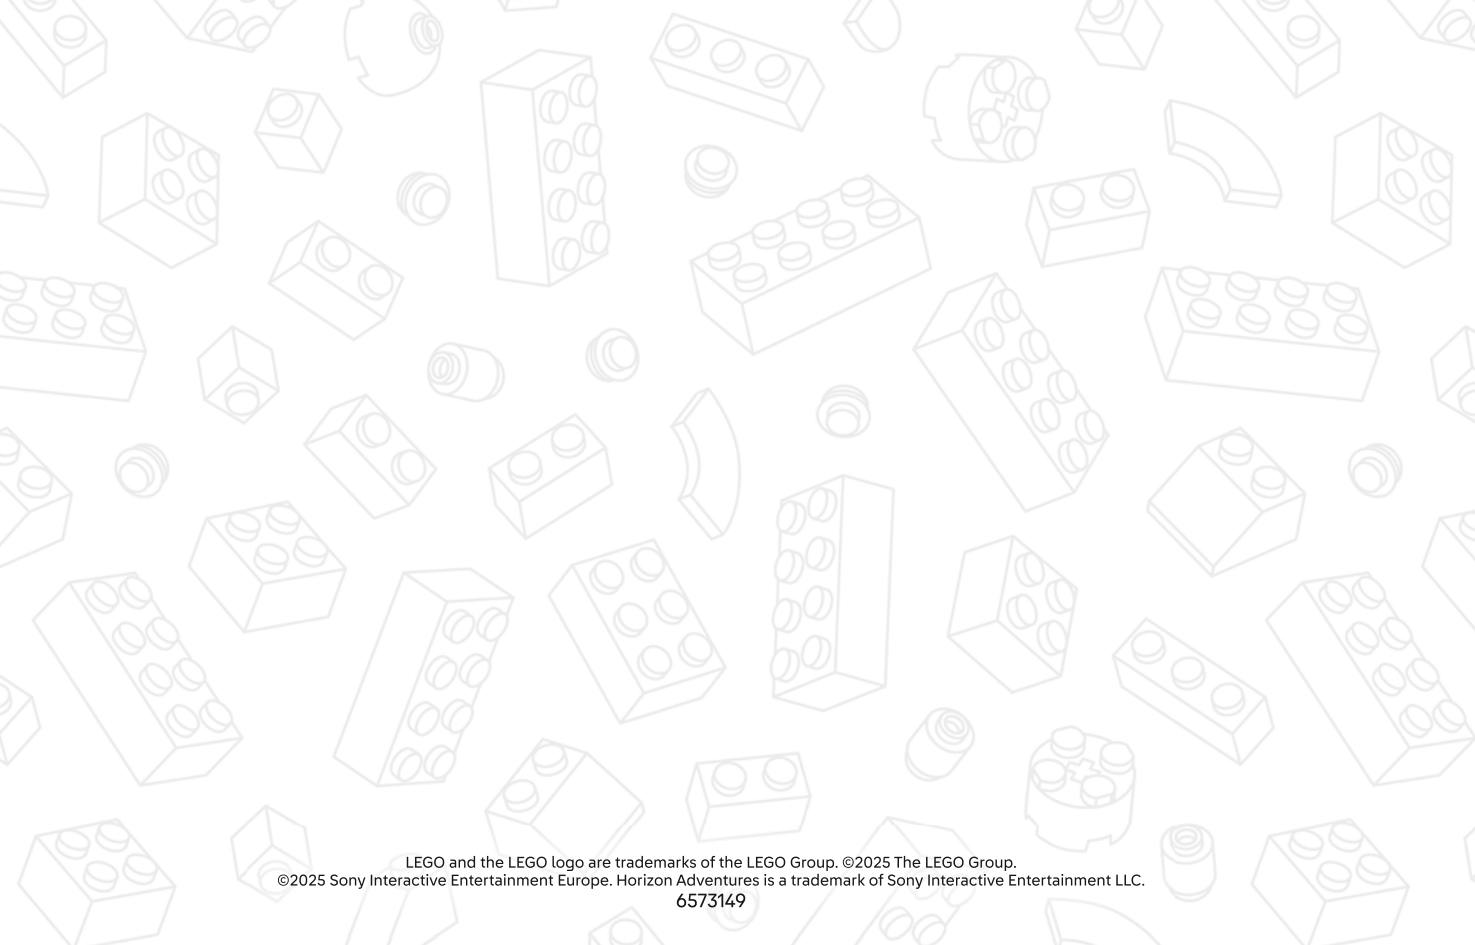 LEGO and the LEGO logo are trademarks of the LEGO Group. ©2025 The LEGO Group.
©2025 Sony Interactive Entertainment Europe. Horizon Adventures is a trademark of Sony Interactive Entertainment LLC.
6573149